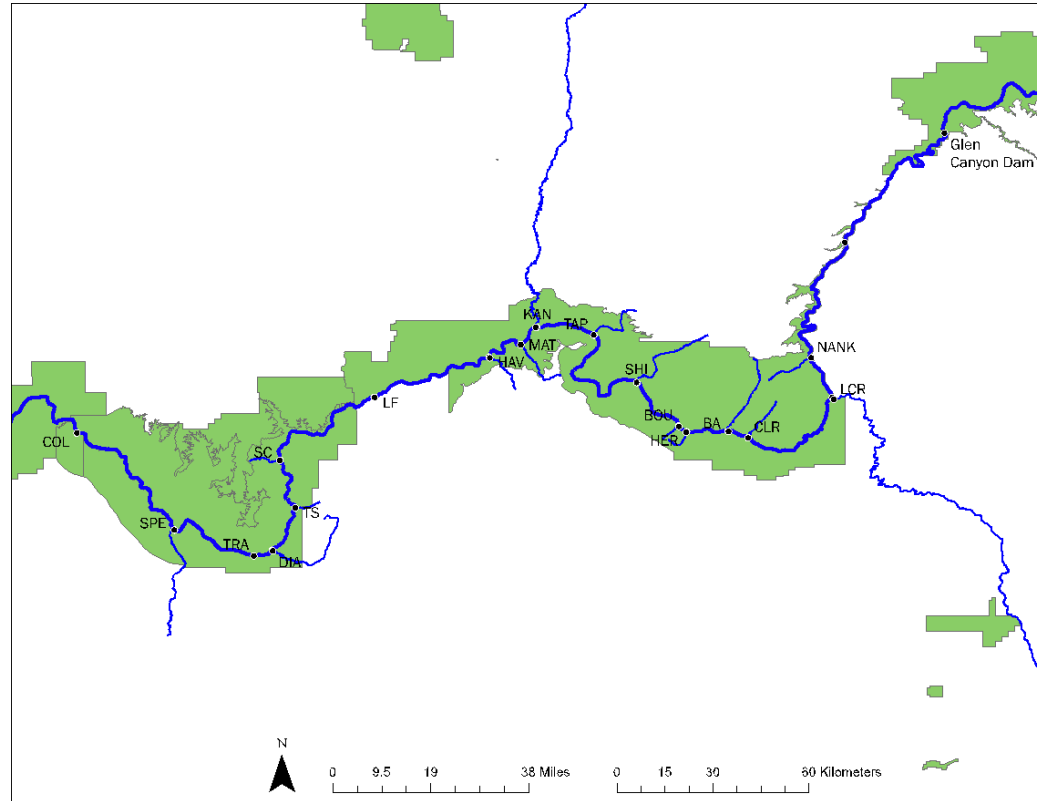 Glen
Canyon Dam
KAN
TAP
MAT
HAV
NANK
SHI
LCR
LF
BOU
BA
CLR
HER
COL
SC
TS
SPE
TRA
DIA
N
0 9.5 19 38 Miles
0 15 30 60 Kilometers